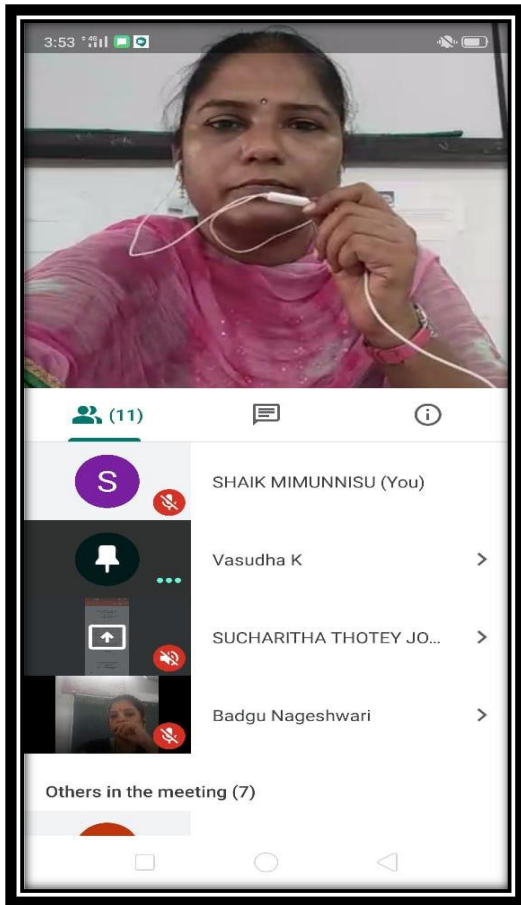 3:53
(11)
S
SHAIK MIMUNNISU (You)
Vasudha K
SUCHARITHA THOTEY JO...
Badgu Nageshwari
Others in the meeting (7)